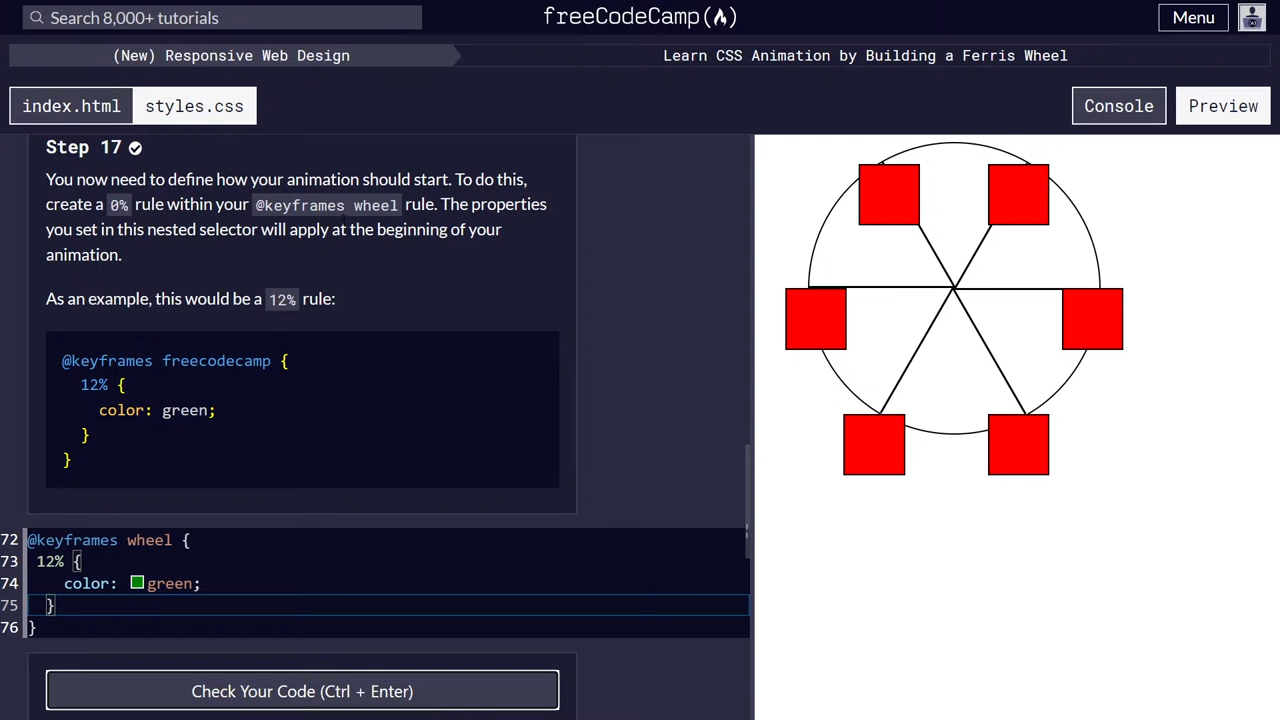 Search 8,000+ tutorials
freeCodeCamp(🔥)
Menu
(New) Responsive Web Design
Learn CSS Animation by Building a Ferris Wheel
index.html
styles.css
Console
Preview
Step 17
You now need to define how your animation should start. To do this,
create a 0% rule within your @keyframes wheel rule. The properties
you set in this nested selector will apply at the beginning of your
animation.
As an example, this would be a 12% rule:
@keyframes freecodecamp {
12% {
color: green;
}
}
72 @keyframes wheel {
73 12% {
74 color: green;
75 }
76 }
Check Your Code (Ctrl + Enter)